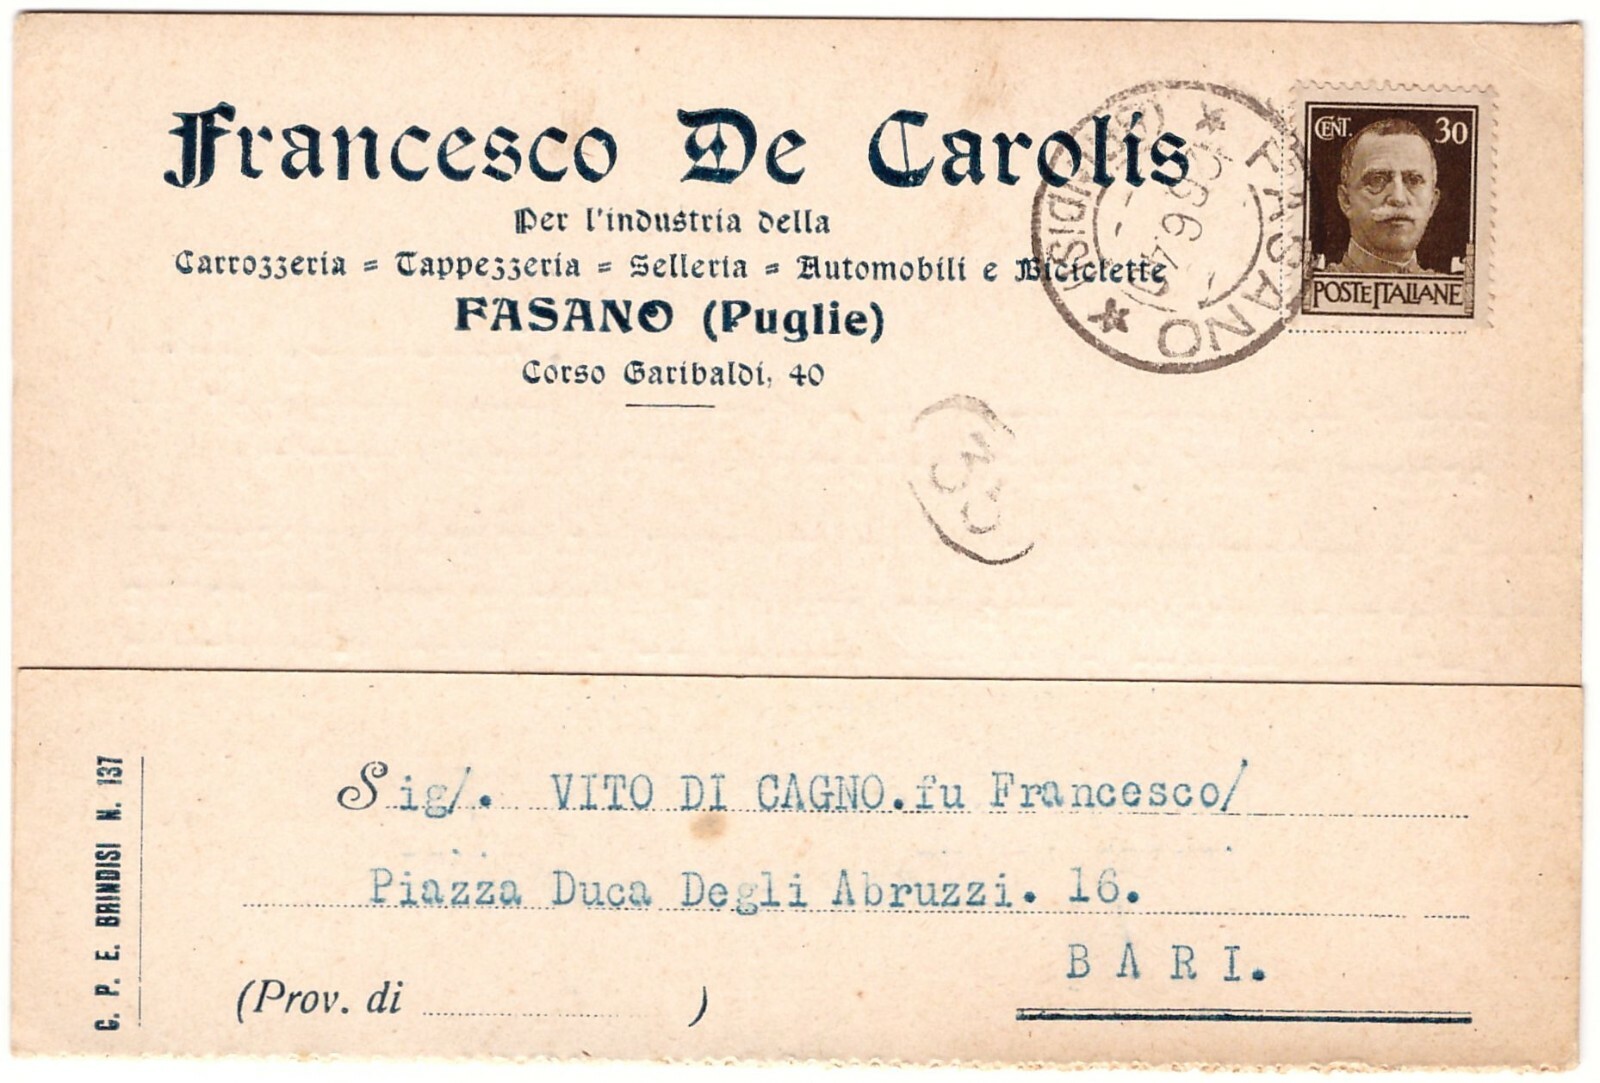 Francesco De Carolis
Per l'industria della
Carrozzeria = Tappezzeria = Selleria = Automobili e Biciclette
FASANO (Puglie)
Corso Garibaldi, 40
CENT. 30
POSTE ITALIANE
FASANO
(BRINDISI)
Sig/. VITO DI CAGNO.fu Francesco/
Piazza Duca Degli Abruzzi. 16.
BARI.
(Prov. di )
C. P. E. BRINDISI N. 137